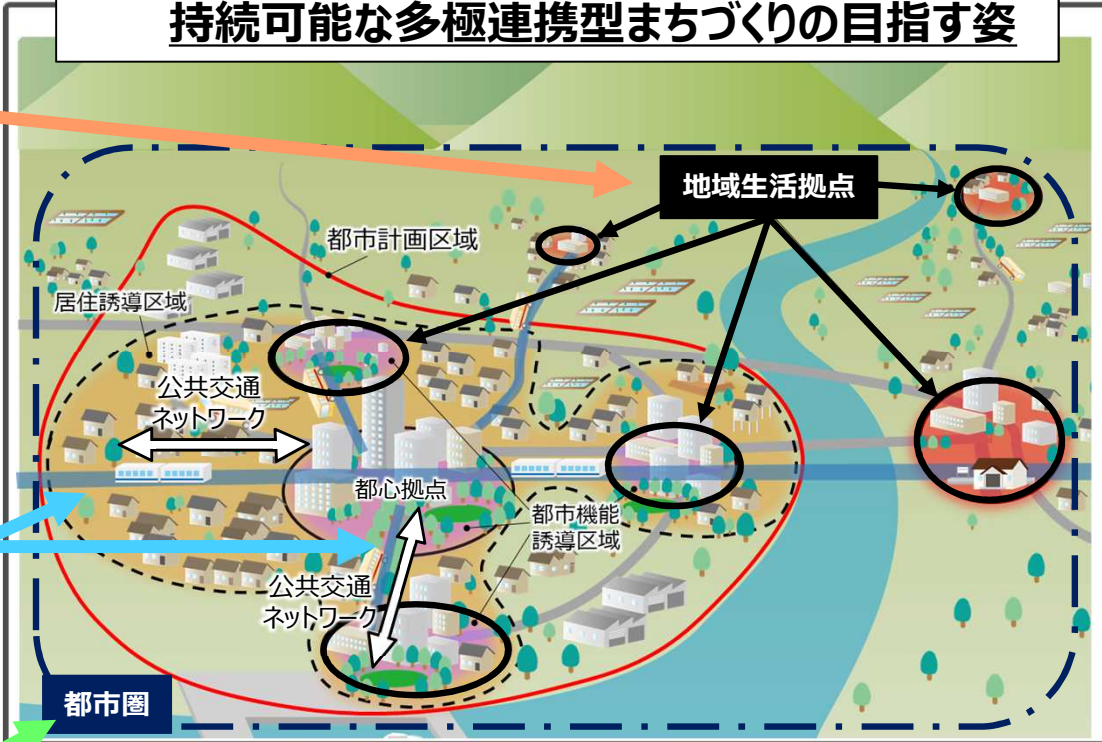 持続可能な多極連携型まちづくりの目指す姿
地域生活拠点
都市計画区域
居住誘導区域
公共交通
ネットワーク
都心拠点
都市機能
誘導区域
公共交通
ネットワーク
都市圏